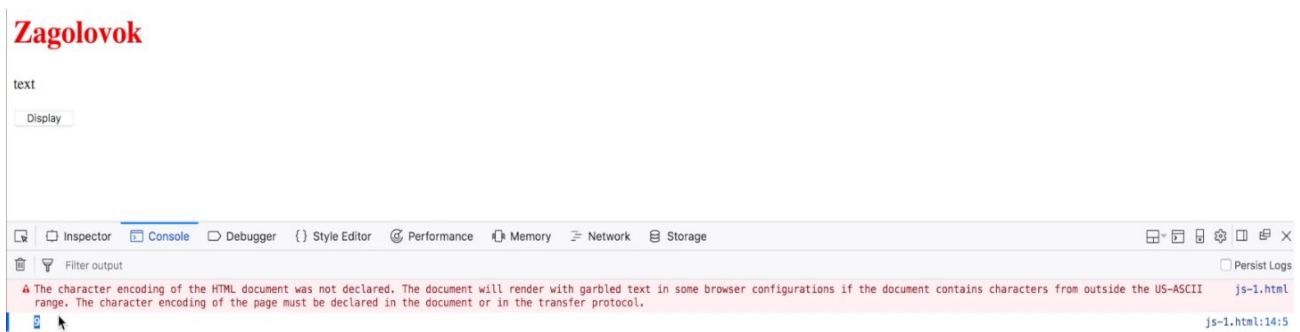 Zagolovok
text
Display
Inspector Console Debugger {} Style Editor Performance Memory Network Storage
Filter output Persist Logs
The character encoding of the HTML document was not declared. The document will render with garbled text in some browser configurations if the document contains characters from outside the US-ASCII js-1.html
range. The character encoding of the page must be declared in the document or in the transfer protocol.
9 js-1.html:14:5